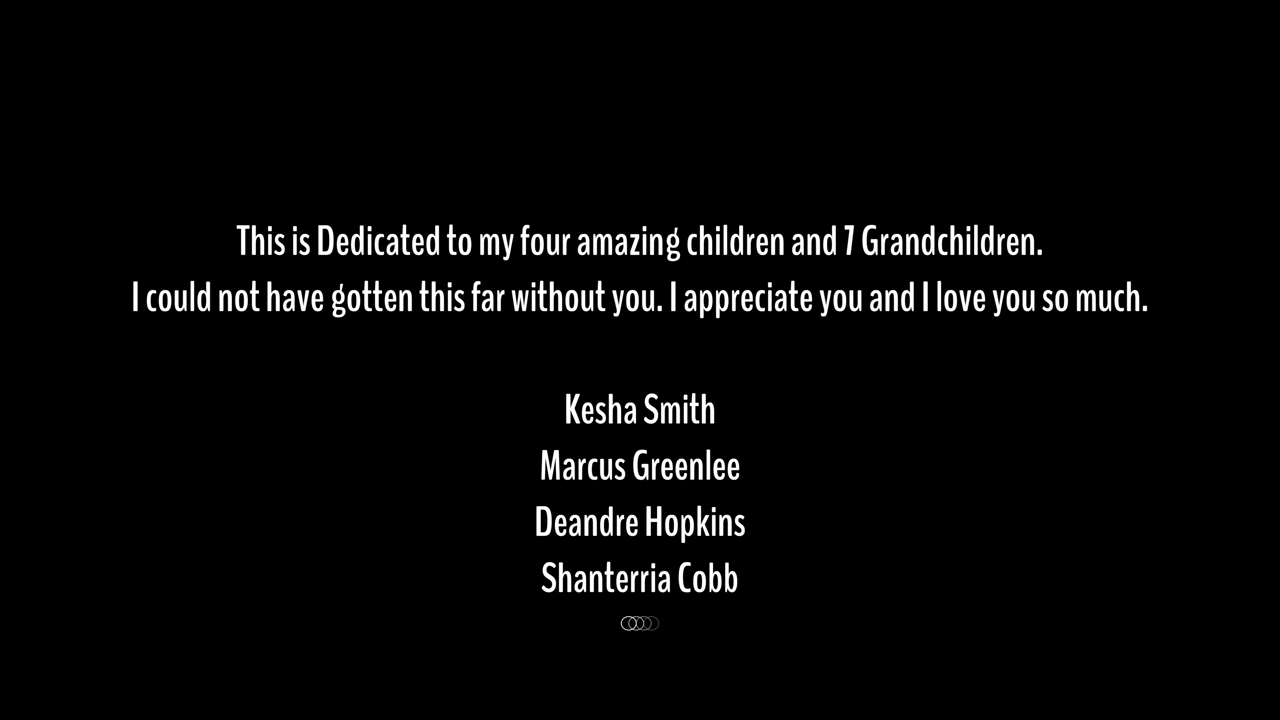 This is Dedicated to my four amazing children and 7 Grandchildren.
I could not have gotten this far without you. I appreciate you and I love you so much.
Kesha Smith
Marcus Greenlee
Deandre Hopkins
Shanterria Cobb